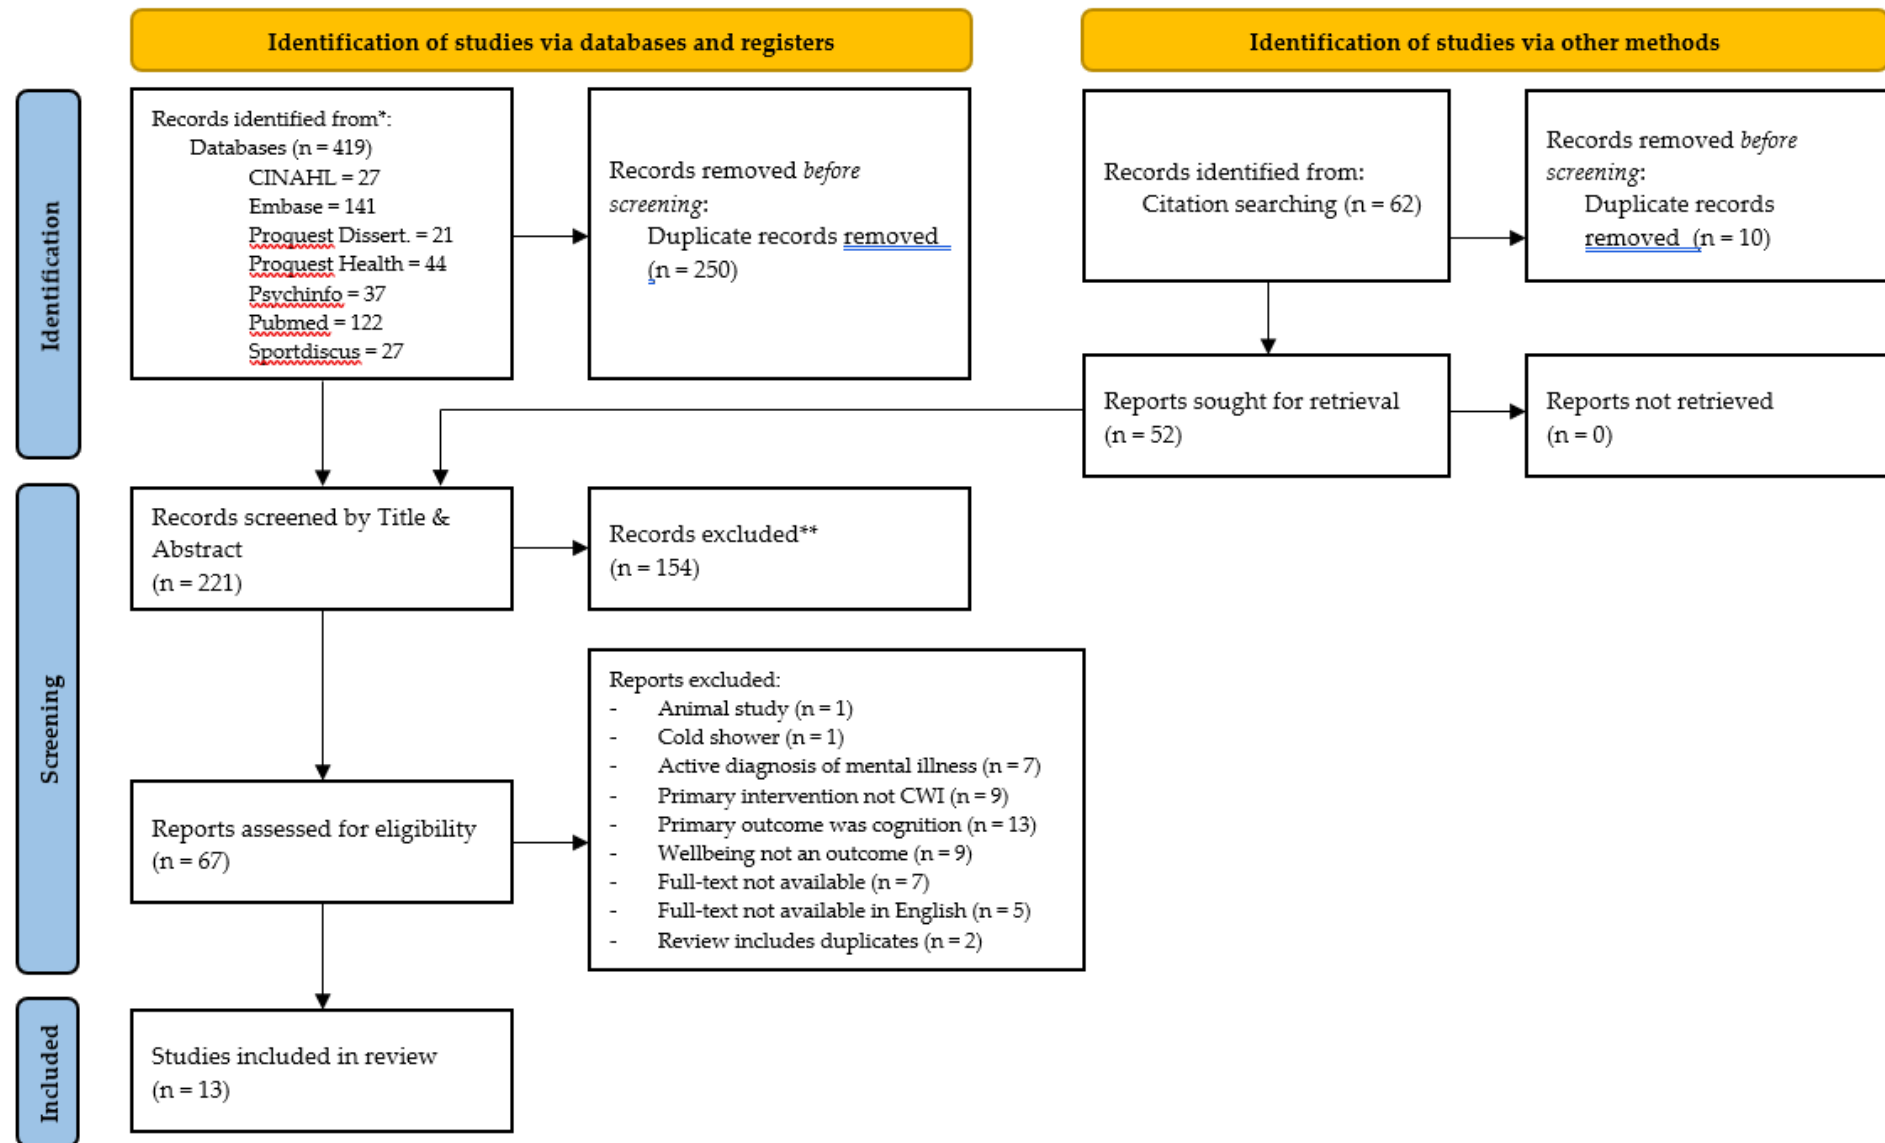 Identification of studies via databases and registers
Identification of studies via other methods
Identification
Records identified from*:
Databases (n = 419)
CINAHL = 27
Embase = 141
Proquest Dissert. = 21
Proquest Health = 44
Psychinfo = 37
Pubmed = 122
Sportdiscus = 27
Records removed before
screening:
Duplicate records removed
(n = 250)
Records identified from:
Citation searching (n = 62)
Records removed before
screening:
Duplicate records
removed (n = 10)
Reports sought for retrieval
(n = 52)
Reports not retrieved
(n = 0)
Screening
Records screened by Title &
Abstract
(n = 221)
Records excluded**
(n = 154)
Reports assessed for eligibility
(n = 67)
Reports excluded:
- Animal study (n = 1)
- Cold shower (n = 1)
- Active diagnosis of mental illness (n = 7)
- Primary intervention not CWI (n = 9)
- Primary outcome was cognition (n = 13)
- Wellbeing not an outcome (n = 9)
- Full-text not available (n = 7)
- Full-text not available in English (n = 5)
- Review includes duplicates (n = 2)
Included
Studies included in review
(n = 13)